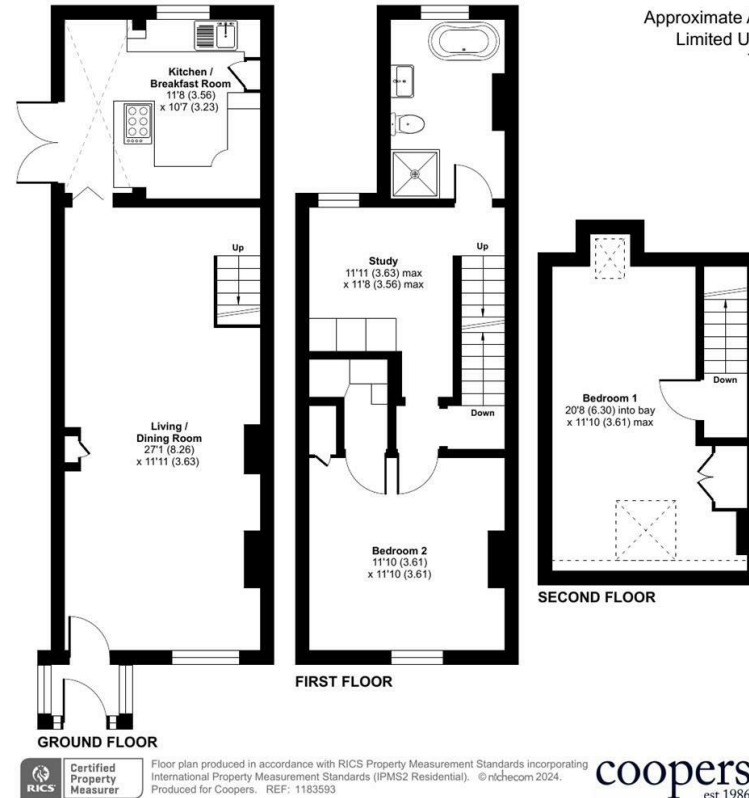 Approximate A
Limited U
Kitchen /
Breakfast Room
11'8 (3.56)
x 10'7 (3.23)
Up
Living /
Dining Room
27'1 (8.26)
x 11'11 (3.63)
GROUND FLOOR
Study
11'11 (3.63) max
x 11'8 (3.56) max
Up
Down
Bedroom 2
11'10 (3.61)
x 11'10 (3.61)
FIRST FLOOR
Bedroom 1
20'8 (6.30) into bay
x 11'10 (3.61) max
Down
SECOND FLOOR
RICS
Certified
Property
Measurer
Floor plan produced in accordance with RICS Property Measurement Standards incorporating
International Property Measurement Standards (IPMS2 Residential). © nichecom 2024.
Produced for Coopers. REF: 1183593
coopers
est 1986